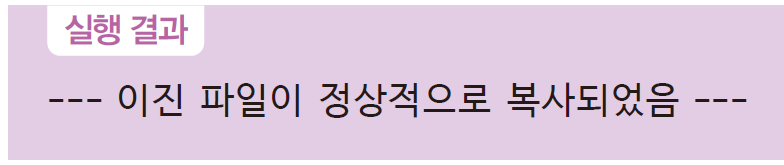 실행 결과
--- 이진 파일이 정상적으로 복사되었음 ---